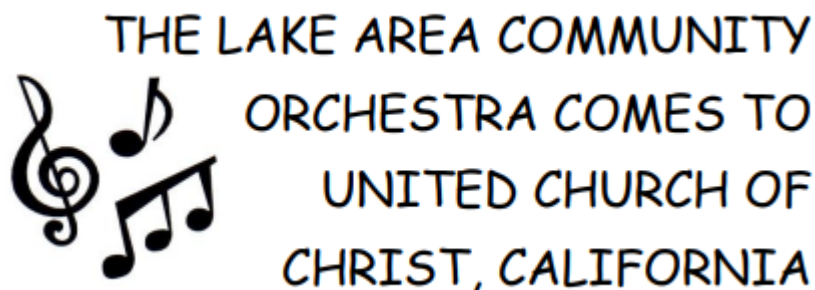 THE LAKE AREA COMMUNITY
ORCHESTRA COMES TO
UNITED CHURCH OF
CHRIST, CALIFORNIA